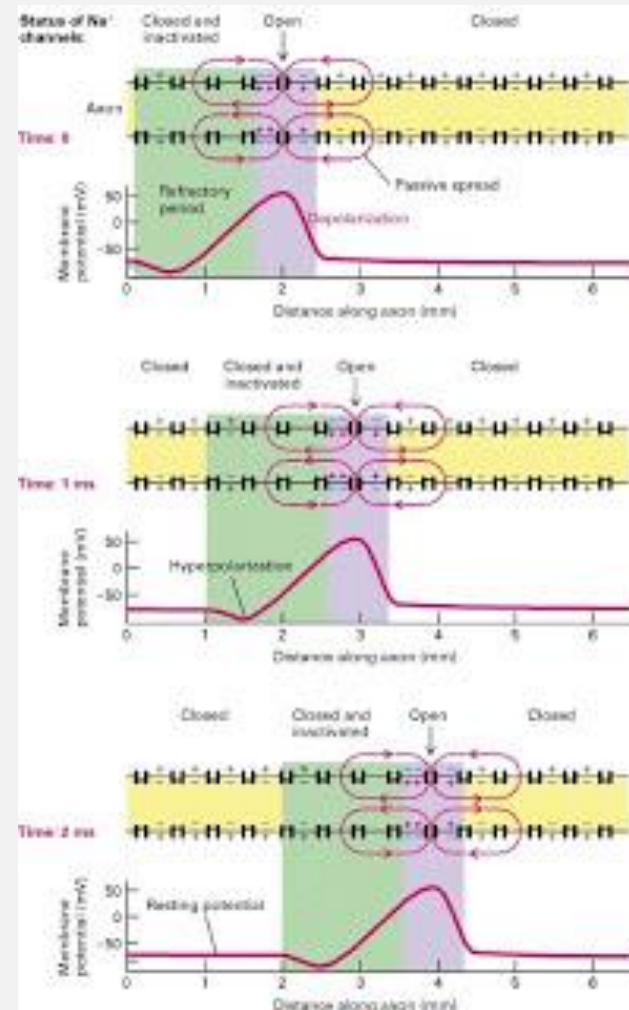 Status of Na⁺ channels:
Closed and inactivated
Open
Closed
Axon
Time: 0
Passive spread
Refractory period
Depolarization
Membrane potential (mV)
50
0
−50
0 1 2 3 4 5 6
Distance along axon (mm)
Closed
Closed and inactivated
Open
Closed
Time: 1 ms
Hyperpolarization
Membrane potential (mV)
50
0
−50
0 1 2 3 4 5 6
Distance along axon (mm)
Closed
Closed and inactivated
Open
Closed
Time: 2 ms
Resting potential
Membrane potential (mV)
50
0
−50
0 1 2 3 4 5 6
Distance along axon (mm)